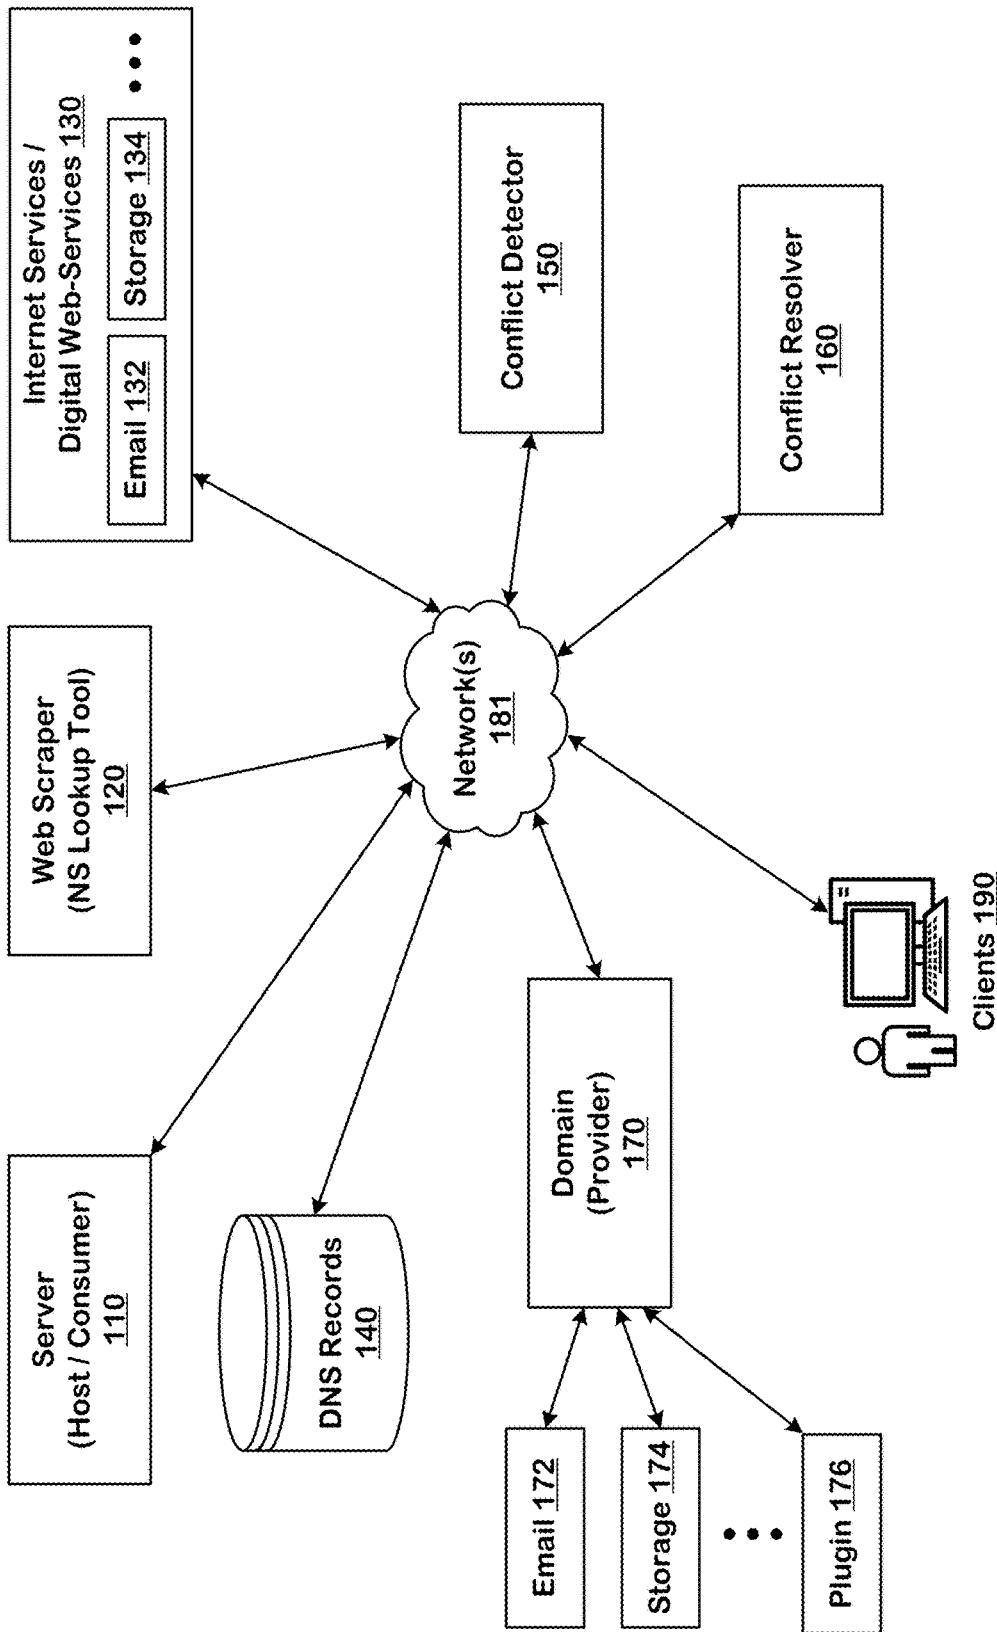 Server
(Host / Consumer)
110
Web Scraper
(NS Lookup Tool)
120
Internet Services /
Digital Web-Services 130
Email 132
Storage 134
DNS Records
140
Network(s)
181
Conflict Detector
150
Domain
(Provider)
170
Email 172
Storage 174
Plugin 176
Conflict Resolver
160
Clients 190